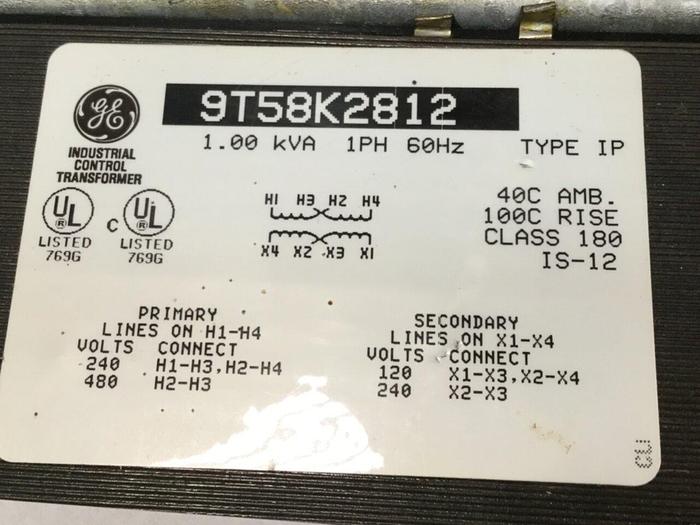 GE
9T58K2812
1.00 kVA 1PH 60Hz TYPE IP
INDUSTRIAL
CONTROL
TRANSFORMER
UL ® C UL ®
LISTED LISTED
769G 769G
H1 H3 H2 H4
X4 X2 X3 X1
40C AMB.
100C RISE
CLASS 180
IS-12
PRIMARY
LINES ON H1-H4
VOLTS CONNECT
240 H1-H3,H2-H4
480 H2-H3
SECONDARY
LINES ON X1-X4
VOLTS CONNECT
120 X1-X3,X2-X4
240 X2-X3